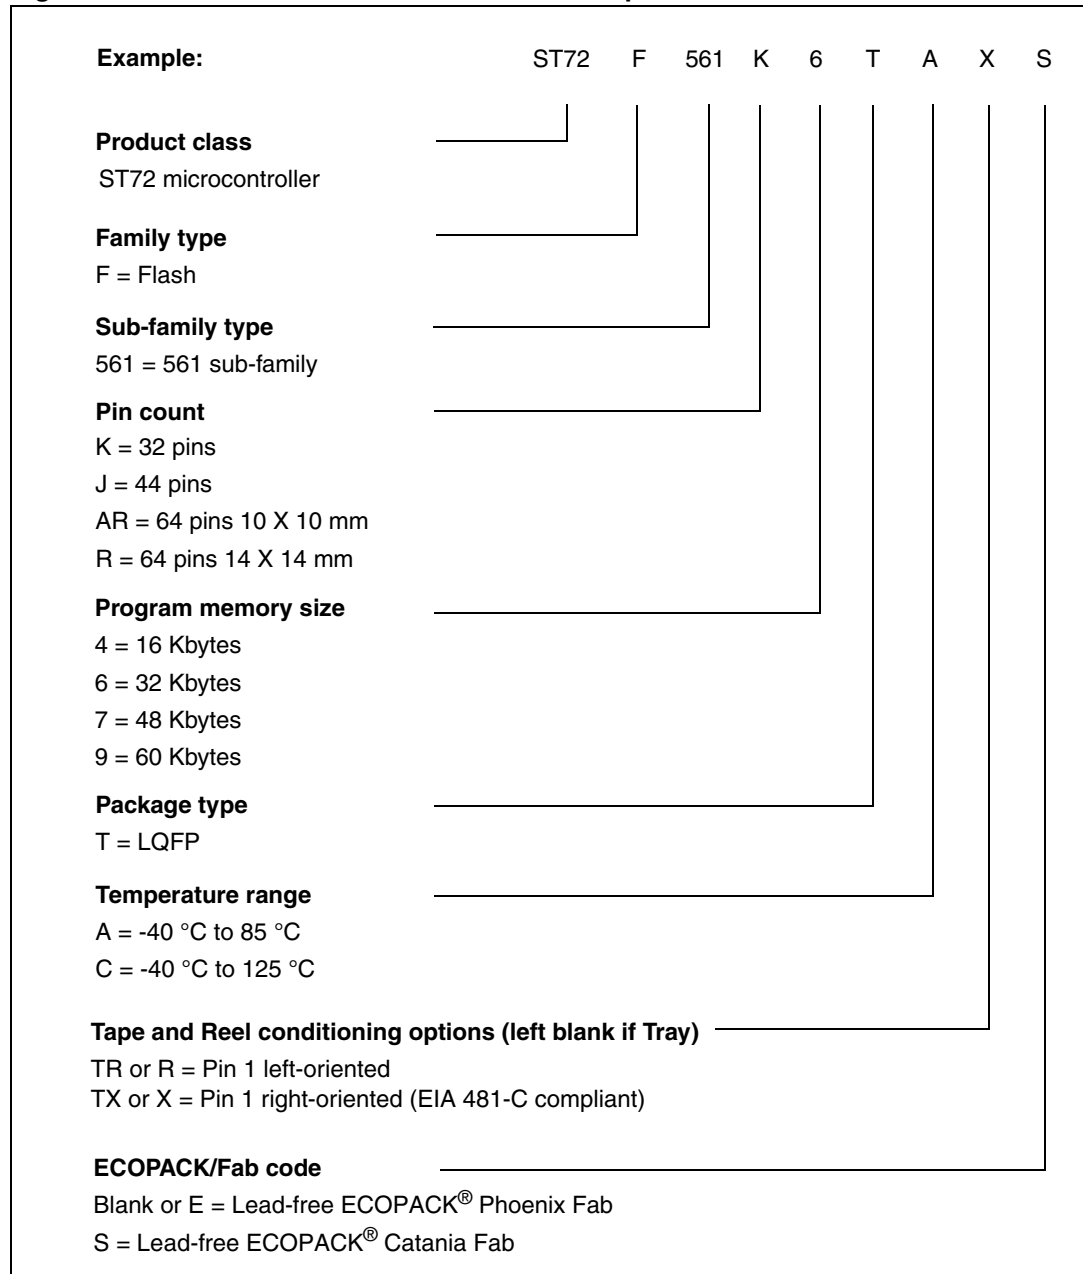 Example: ST72 F 561 K 6 T A X S
Product class
ST72 microcontroller
Family type
F = Flash
Sub-family type
561 = 561 sub-family
Pin count
K = 32 pins
J = 44 pins
AR = 64 pins 10 X 10 mm
R = 64 pins 14 X 14 mm
Program memory size
4 = 16 Kbytes
6 = 32 Kbytes
7 = 48 Kbytes
9 = 60 Kbytes
Package type
T = LQFP
Temperature range
A = -40 °C to 85 °C
C = -40 °C to 125 °C
Tape and Reel conditioning options (left blank if Tray)
TR or R = Pin 1 left-oriented
TX or X = Pin 1 right-oriented (EIA 481-C compliant)
ECOPACK/Fab code
Blank or E = Lead-free ECOPACK® Phoenix Fab
S = Lead-free ECOPACK® Catania Fab